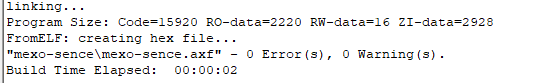 linking...
Program Size: Code=15920 RO-data=2220 RW-data=16 ZI-data=2928
FromELF: creating hex file...
"mexo-sence\mexo-sence.axf" - 0 Error(s), 0 Warning(s).
Build Time Elapsed:  00:00:02